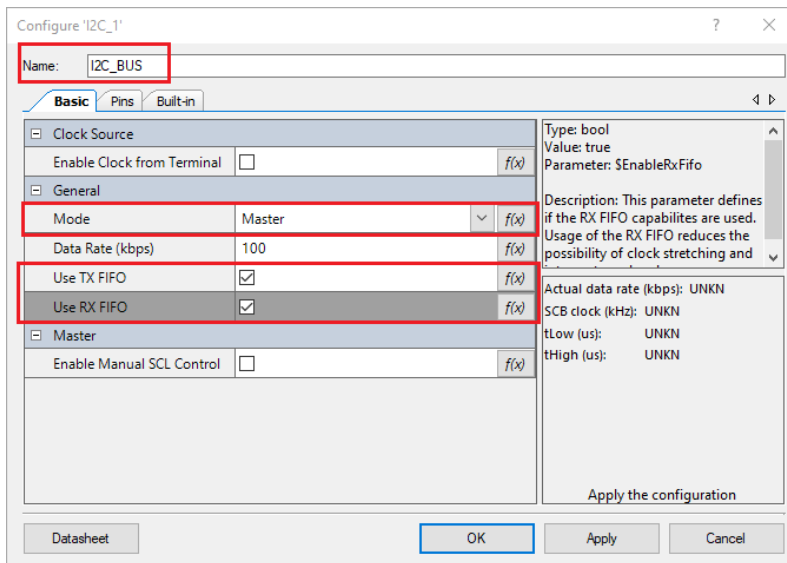 Configure 'I2C_1'
?
Name: I2C_BUS
Basic Pins Built-in
Clock Source
Enable Clock from Terminal f(x)
General
Mode Master f(x)
Data Rate (kbps) 100 f(x)
Use TX FIFO f(x)
Use RX FIFO f(x)
Master
Enable Manual SCL Control f(x)
Type: bool
Value: true
Parameter: $EnableRxFifo
Description: This parameter defines
if the RX FIFO capabilites are used.
Usage of the RX FIFO reduces the
possibility of clock stretching and
Actual data rate (kbps): UNKN
SCB clock (kHz): UNKN
tLow (us): UNKN
tHigh (us): UNKN
Apply the configuration
Datasheet OK Apply Cancel